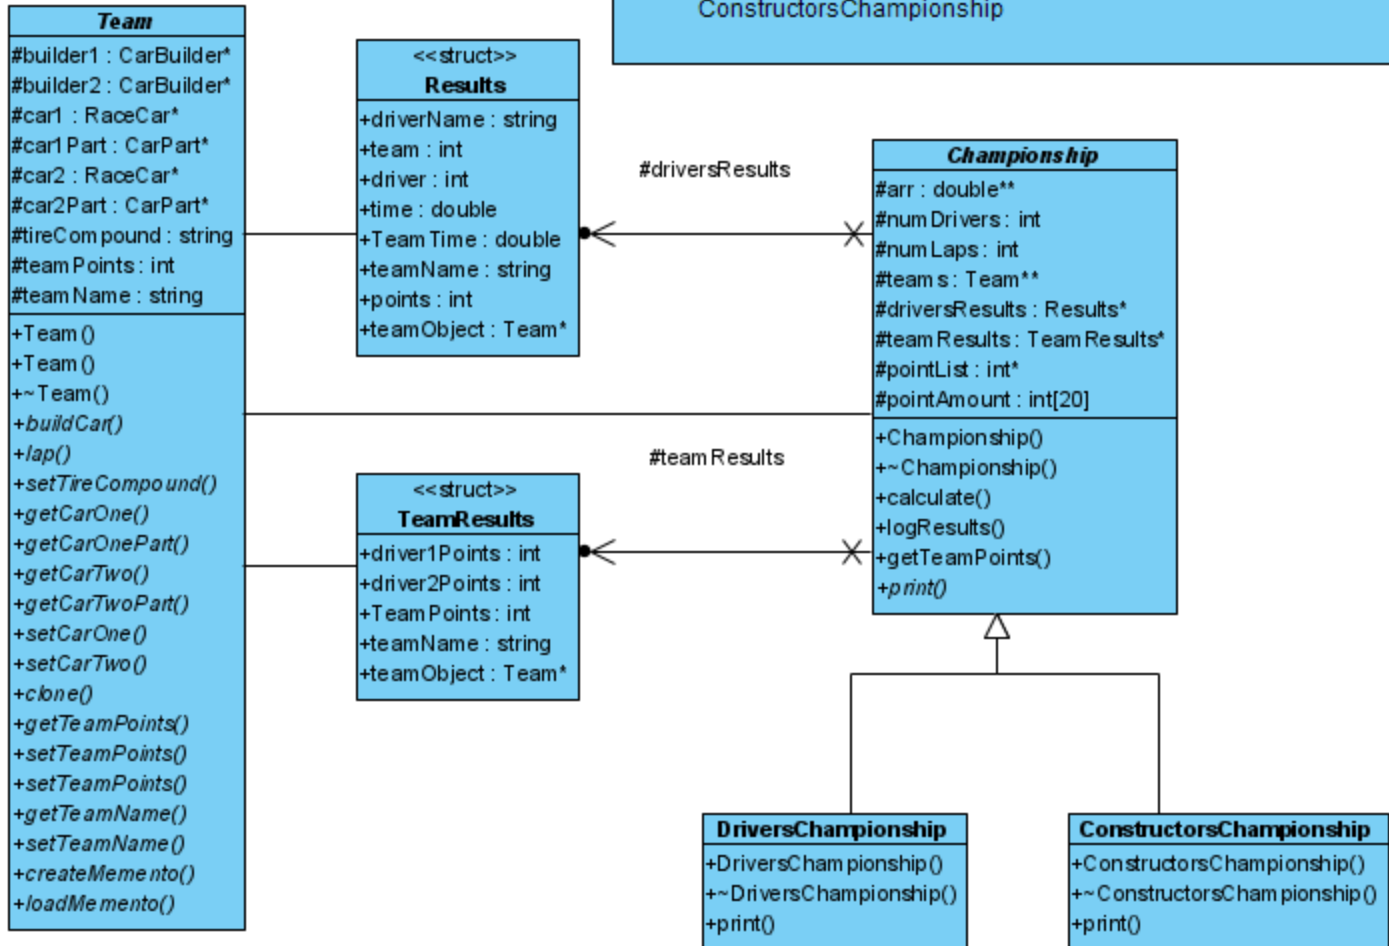 ConstructorsChampionship
Team
#builder1 : CarBuilder*
#builder2 : CarBuilder*
#car1 : RaceCar*
#car1Part : CarPart*
#car2 : RaceCar*
#car2Part : CarPart*
#tireCompound : string
#teamPoints : int
#teamName : string
+Team()
+Team()
+~Team()
+buildCar()
+lap()
+setTireCompound()
+getCarOne()
+getCarOnePart()
+getCarTwo()
+getCarTwoPart()
+setCarOne()
+setCarTwo()
+clone()
+getTeamPoints()
+setTeamPoints()
+setTeamPoints()
+getTeamName()
+setTeamName()
+createMemento()
+loadMemento()
<<struct>>
Results
+driverName : string
+team : int
+driver : int
+time : double
+TeamTime : double
+teamName : string
+points : int
+teamObject : Team*
#driversResults
#teamResults
<<struct>>
TeamResults
+driver1Points : int
+driver2Points : int
+TeamPoints : int
+teamName : string
+teamObject : Team*
Championship
#arr : double**
#numDrivers : int
#numLaps : int
#teams : Team**
#driversResults : Results*
#teamResults : TeamResults*
#pointList : int*
#pointAmount : int[20]
+Championship()
+~Championship()
+calculate()
+logResults()
+getTeamPoints()
+print()
DriversChampionship
+DriversChampionship()
+~DriversChampionship()
+print()
ConstructorsChampionship
+ConstructorsChampionship()
+~ConstructorsChampionship()
+print()